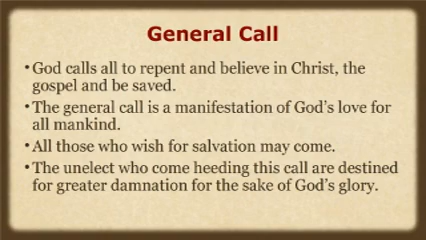 General Call
• God calls all to repent and believe in Christ, the
gospel and be saved.
• The general call is a manifestation of God's love for
all mankind.
• All those who wish for salvation may come.
• The unelect who come heeding this call are destined
for greater damnation for the sake of God's glory.